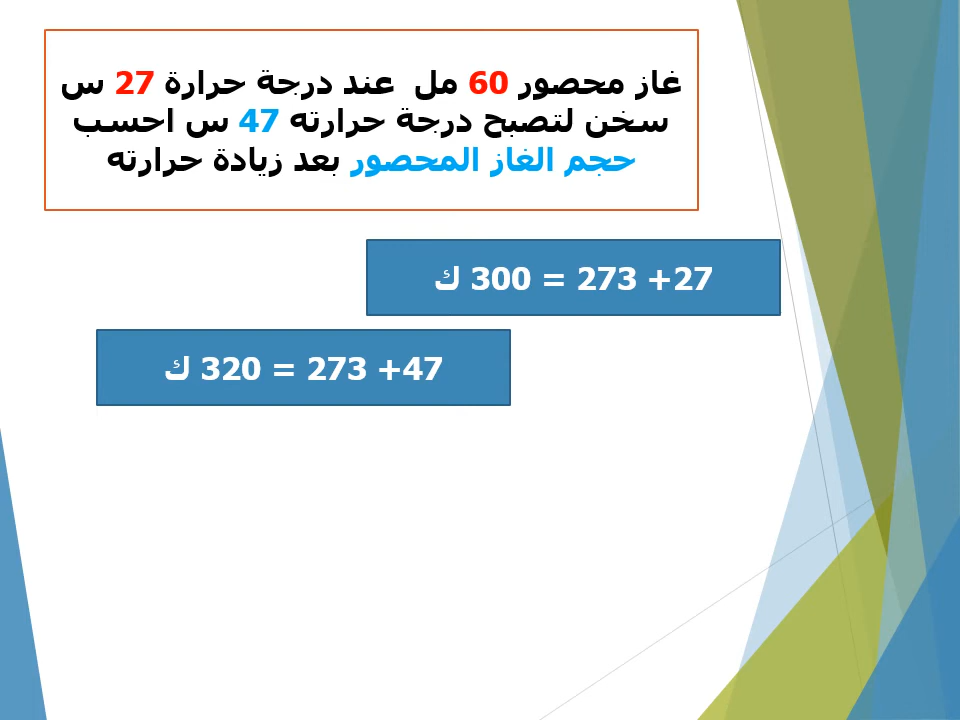 غاز محصور 60 مل عند درجة حرارة 27 س
سخن لتصبح درجة حرارته 47 س احسب
حجم الغاز المحصور بعد زيادة حرارته
27+ 273 = 300 ك
47+ 273 = 320 ك